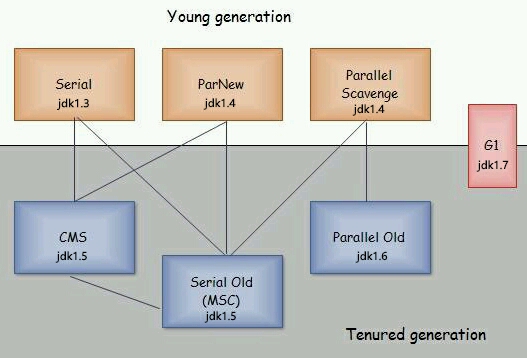 Young generation
Serial
jdk1.3
ParNew
jdk1.4
Parallel
Scavenge
jdk1.4
G1
jdk1.7
CMS
jdk1.5
Serial Old
(MSC)
jdk1.5
Parallel Old
jdk1.6
Tenured generation